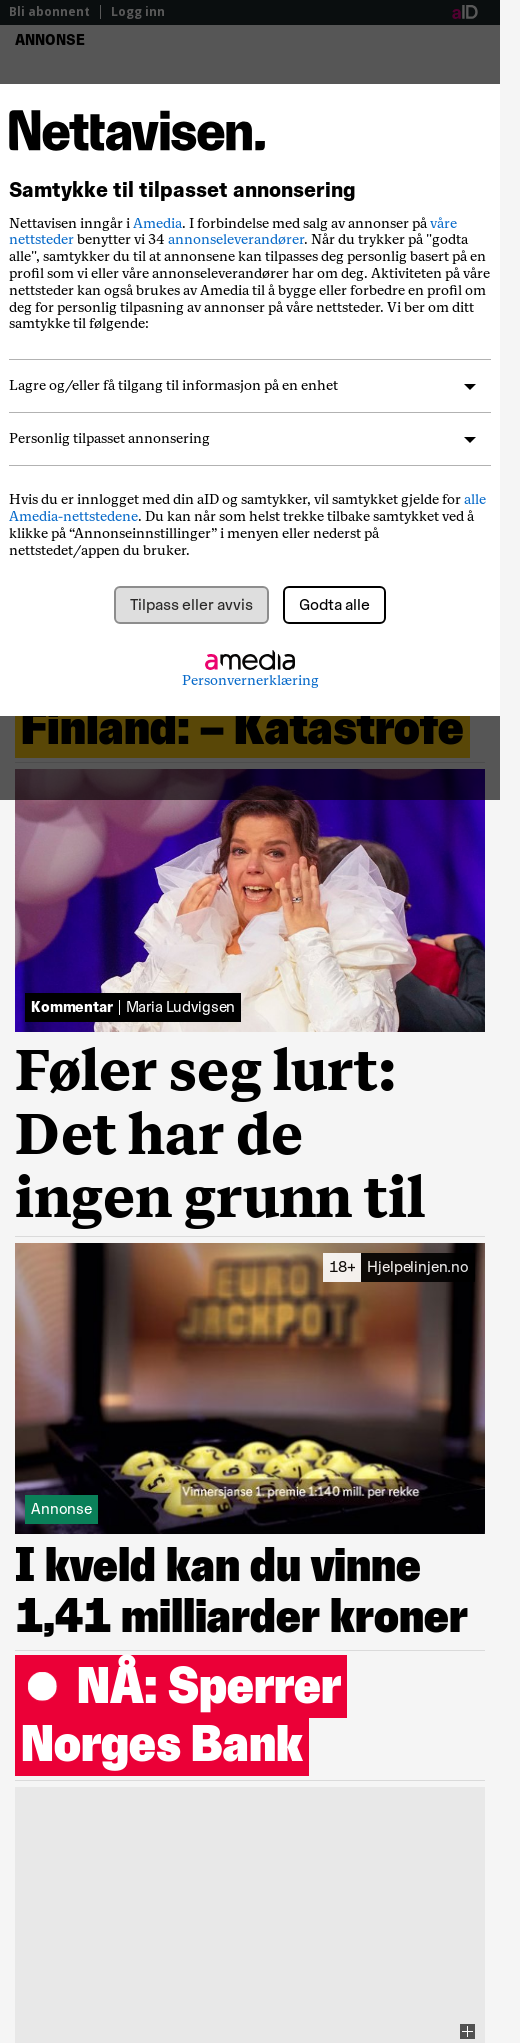 Bli abonnent | Logg inn
aID
ANNONSE
Nettavisen.
Samtykke til tilpasset annonsering
Nettavisen inngår i Amedia. I forbindelse med salg av annonser på våre
nettsteder benytter vi 34 annonseleverandører. Når du trykker på "godta
alle", samtykker du til at annonsene kan tilpasses deg personlig basert på en
profil som vi eller våre annonseleverandører har om deg. Aktiviteten på våre
nettsteder kan også brukes av Amedia til å bygge eller forbedre en profil om
deg for personlig tilpasning av annonser på våre nettsteder. Vi ber om ditt
samtykke til følgende:
Lagre og/eller få tilgang til informasjon på en enhet
Personlig tilpasset annonsering
Hvis du er innlogget med din aID og samtykker, vil samtykket gjelde for alle
Amedia-nettstedene. Du kan når som helst trekke tilbake samtykket ved å
klikke på “Annonseinnstillinger” i menyen eller nederst på
nettstedet/appen du bruker.
Tilpass eller avvis
Godta alle
amedia
Personvernerklæring
Finland: – Katastrofe
Kommentar | Maria Ludvigsen
Føler seg lurt:
Det har de
ingen grunn til
18+ Hjelpelinjen.no
EURO
JACKPOT
Vinnersjanse 1. premie 1:140 mill. per rekke
Annonse
I kveld kan du vinne
1,41 milliarder kroner
NÅ: Sperrer
Norges Bank